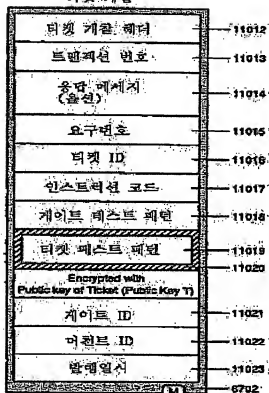 티켓 개찰 헤더 11012
트랜잭션 번호 11013
응답 메세지 11014
(옵션)
요구번호 11015
티켓 ID 11016
인스트럭션 코드 11017
게이트 테스트 패턴 11018
티켓 테스트 패턴 11019
11020
Encrypted with
Public key of Ticket (Public Key T)
게이트 ID 11021
머천트 ID 11022
발행일시 11023
M 6702